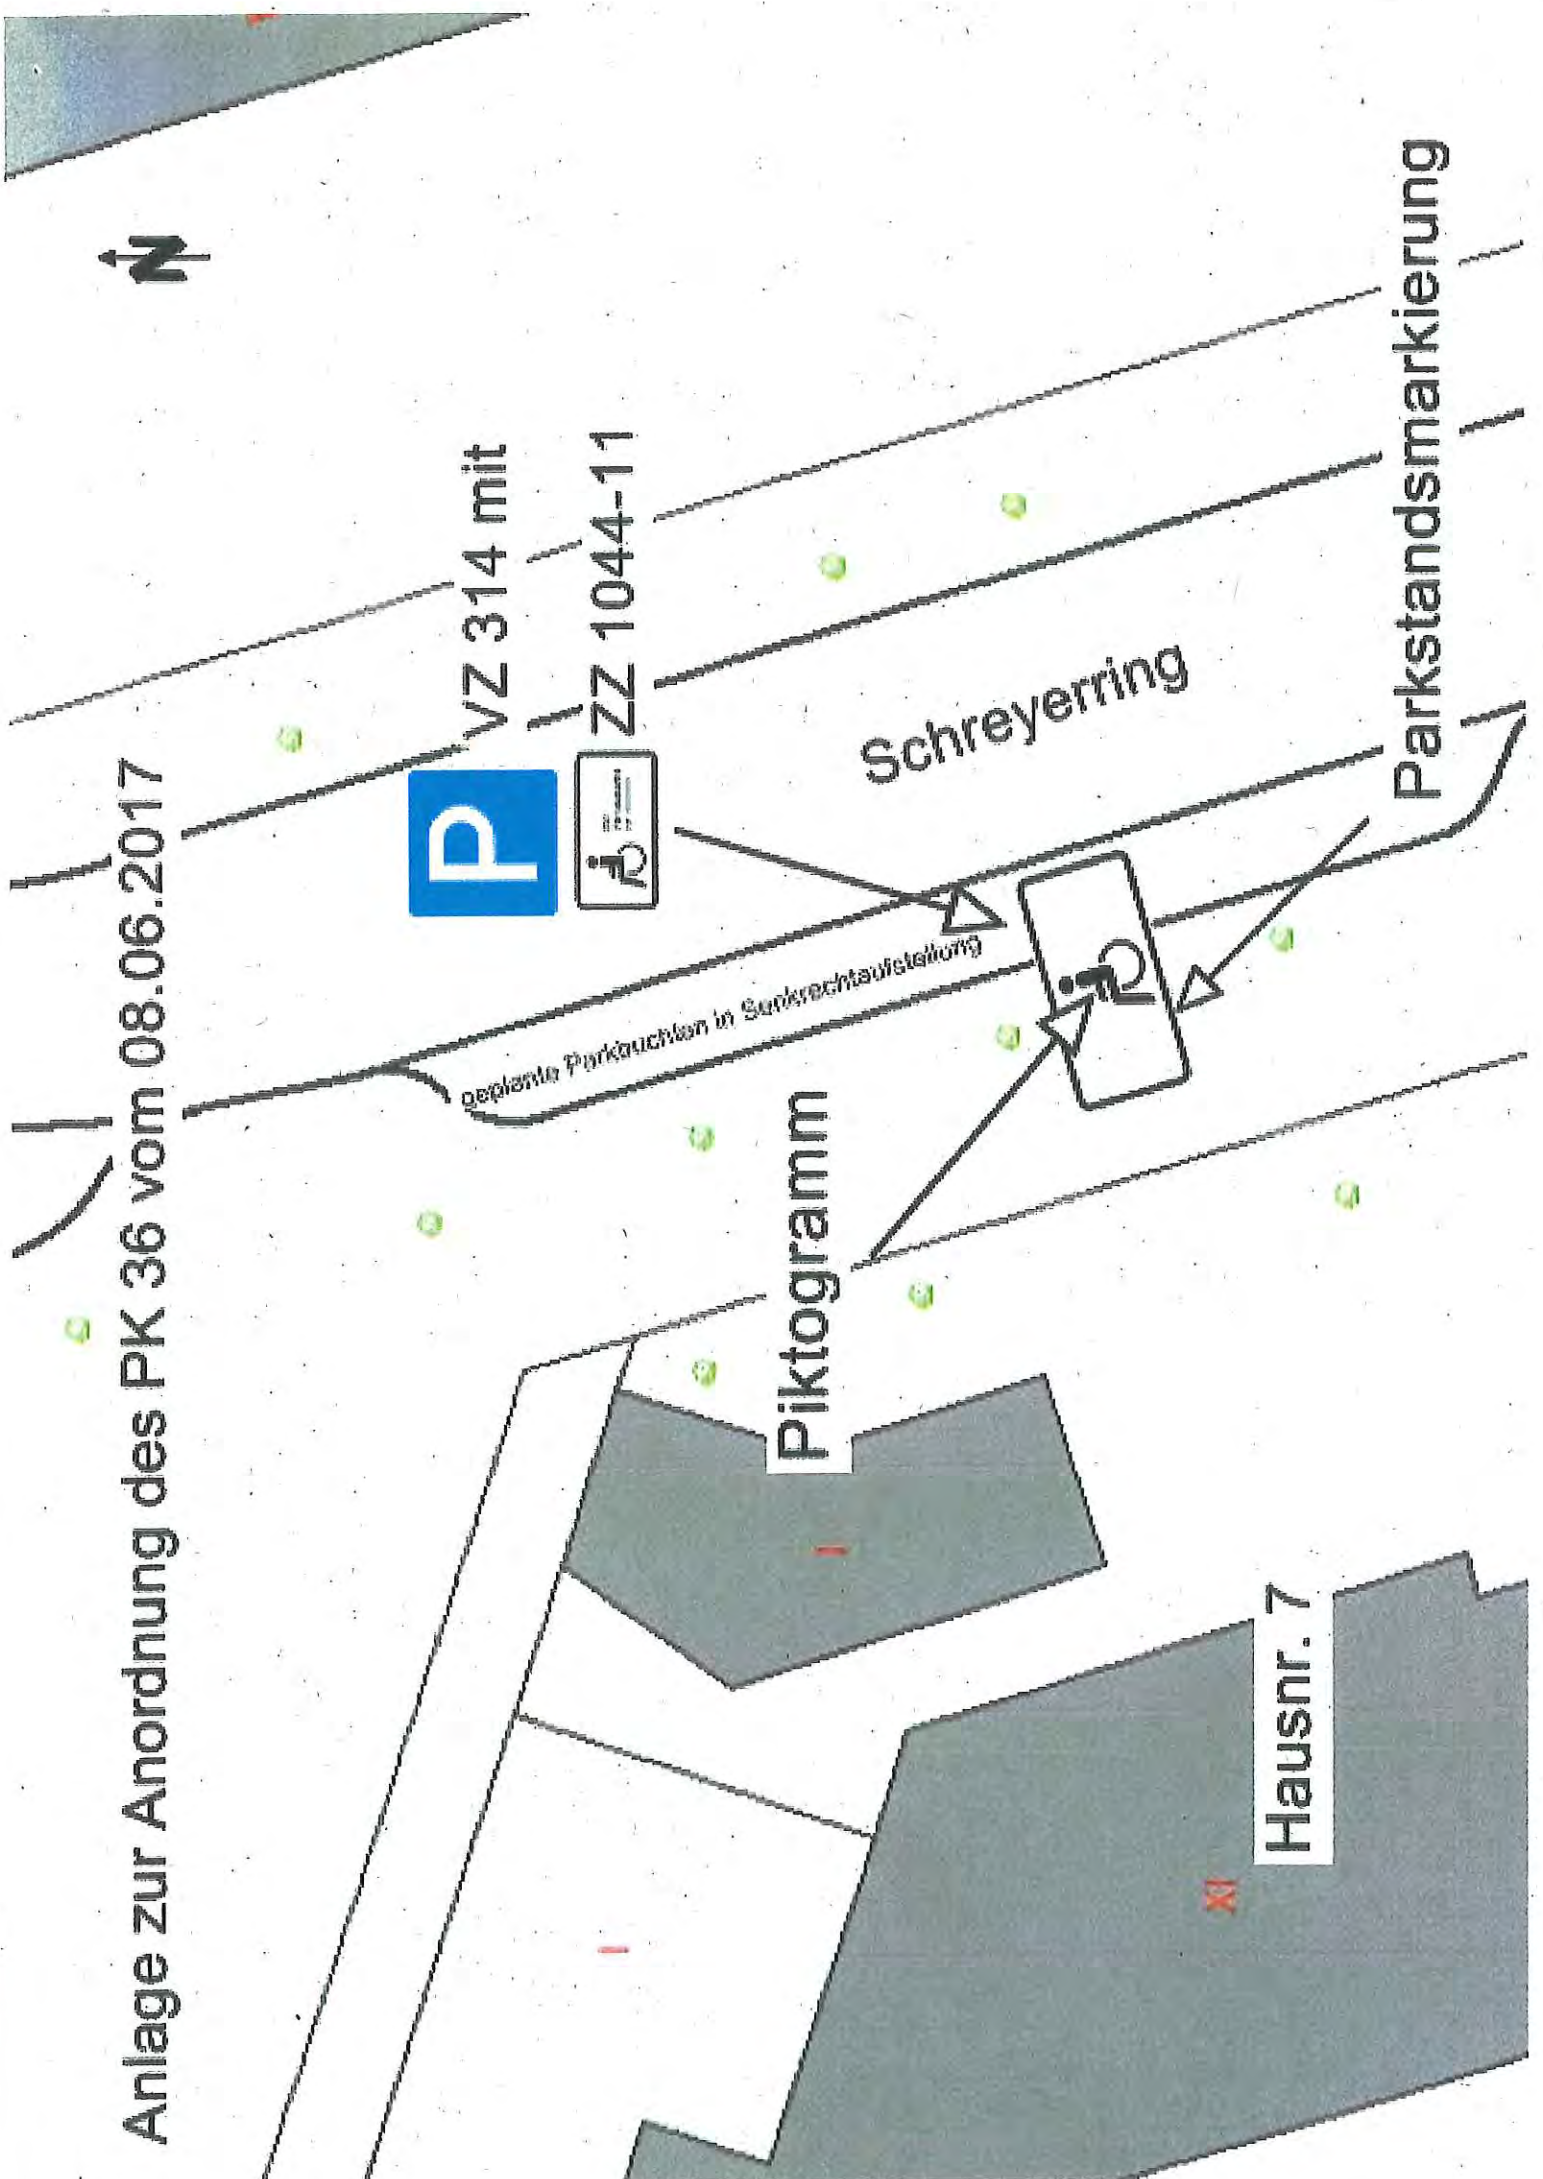 Anlage zur Anordnung des PK 36 vom 08.06.2017
N
VZ 314 mit
ZZ 1044-11
P
geplante Parkbuchten in Senkrechtaufstellung
Schreyerring
Piktogramm
Parkstandsmarkierung
Hausnr. 7
I
I
XI